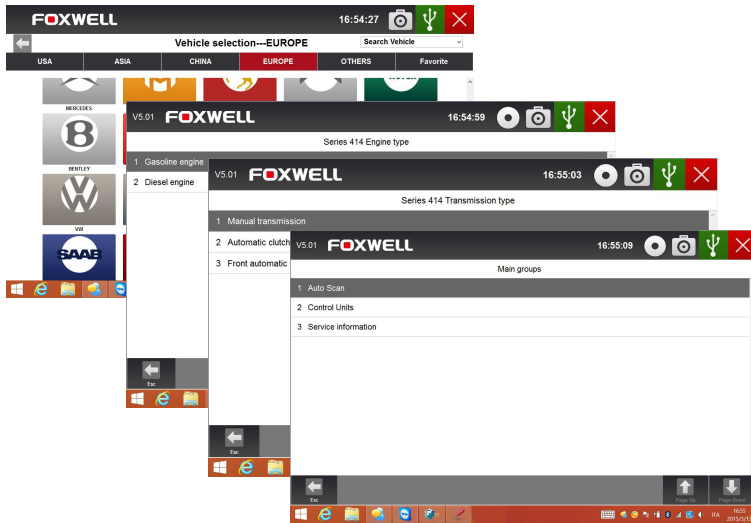 FOXWELL
16:54:27
Vehicle selection---EUROPE
Search Vehicle
USA ASIA CHINA EUROPE OTHERS Favorite
MERCEDES
BENTLEY
VW
SAAB
V5.01 FOXWELL 16:54:59
Series 414 Engine type
1 Gasoline engine
2 Diesel engine
Esc
V5.01 FOXWELL 16:55:03
Series 414 Transmission type
1 Manual transmission
2 Automatic clutch
3 Front automatic
Esc
V5.01 FOXWELL 16:55:09
Main groups
1 Auto Scan
2 Control Units
3 Service information
Esc
Page Up
Page Down
ITA
16:55